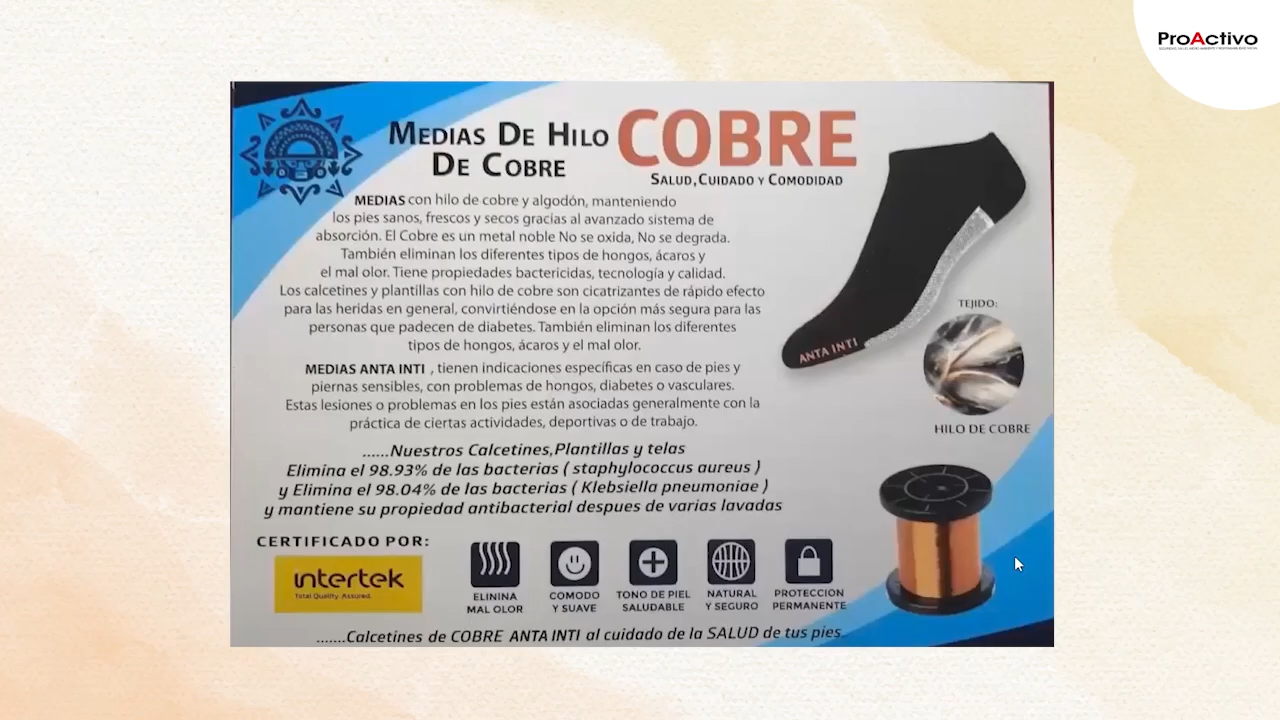 ProActivo
MEDIAS DE HILO
DE COBRE
COBRE
SALUD,CUIDADO Y COMODIDAD
MEDIAS con hilo de cobre y algodón, manteniendo
los pies sanos, frescos y secos gracias al avanzado sistema de
absorción. El Cobre es un metal noble No se oxida, No se degrada.
También eliminan los diferentes tipos de hongos, ácaros y
el mal olor. Tiene propiedades bactericidas, tecnología y calidad.
Los calcetines y plantillas con hilo de cobre son cicatrizantes de rápido efecto
para las heridas en general, convirtiéndose en la opción más segura para las
personas que padecen de diabetes. También eliminan los diferentes
tipos de hongos, ácaros y el mal olor.
MEDIAS ANTA INTI , tienen indicaciones específicas en caso de pies y
piernas sensibles, con problemas de hongos, diabetes o vasculares.
Estas lesiones o problemas en los pies están asociadas generalmente con la
práctica de ciertas actividades, deportivas o de trabajo.
......Nuestros Calcetines,Plantillas y telas
Elimina el 98.93% de las bacterias ( staphylococcus aureus )
y Elimina el 98.04% de las bacterias ( Klebsiella pneumoniae )
y mantiene su propiedad antibacterial despues de varias lavadas
ANTA INTI
TEJIDO:
HILO DE COBRE
CERTIFICADO POR:
intertek
Total Quality. Assured.
ELININA
MAL OLOR
COMODO
Y SUAVE
TONO DE PIEL
SALUDABLE
NATURAL
Y SEGURO
PROTECCION
PERMANENTE
.......Calcetines de COBRE ANTA INTI al cuidado de la SALUD de tus pies.